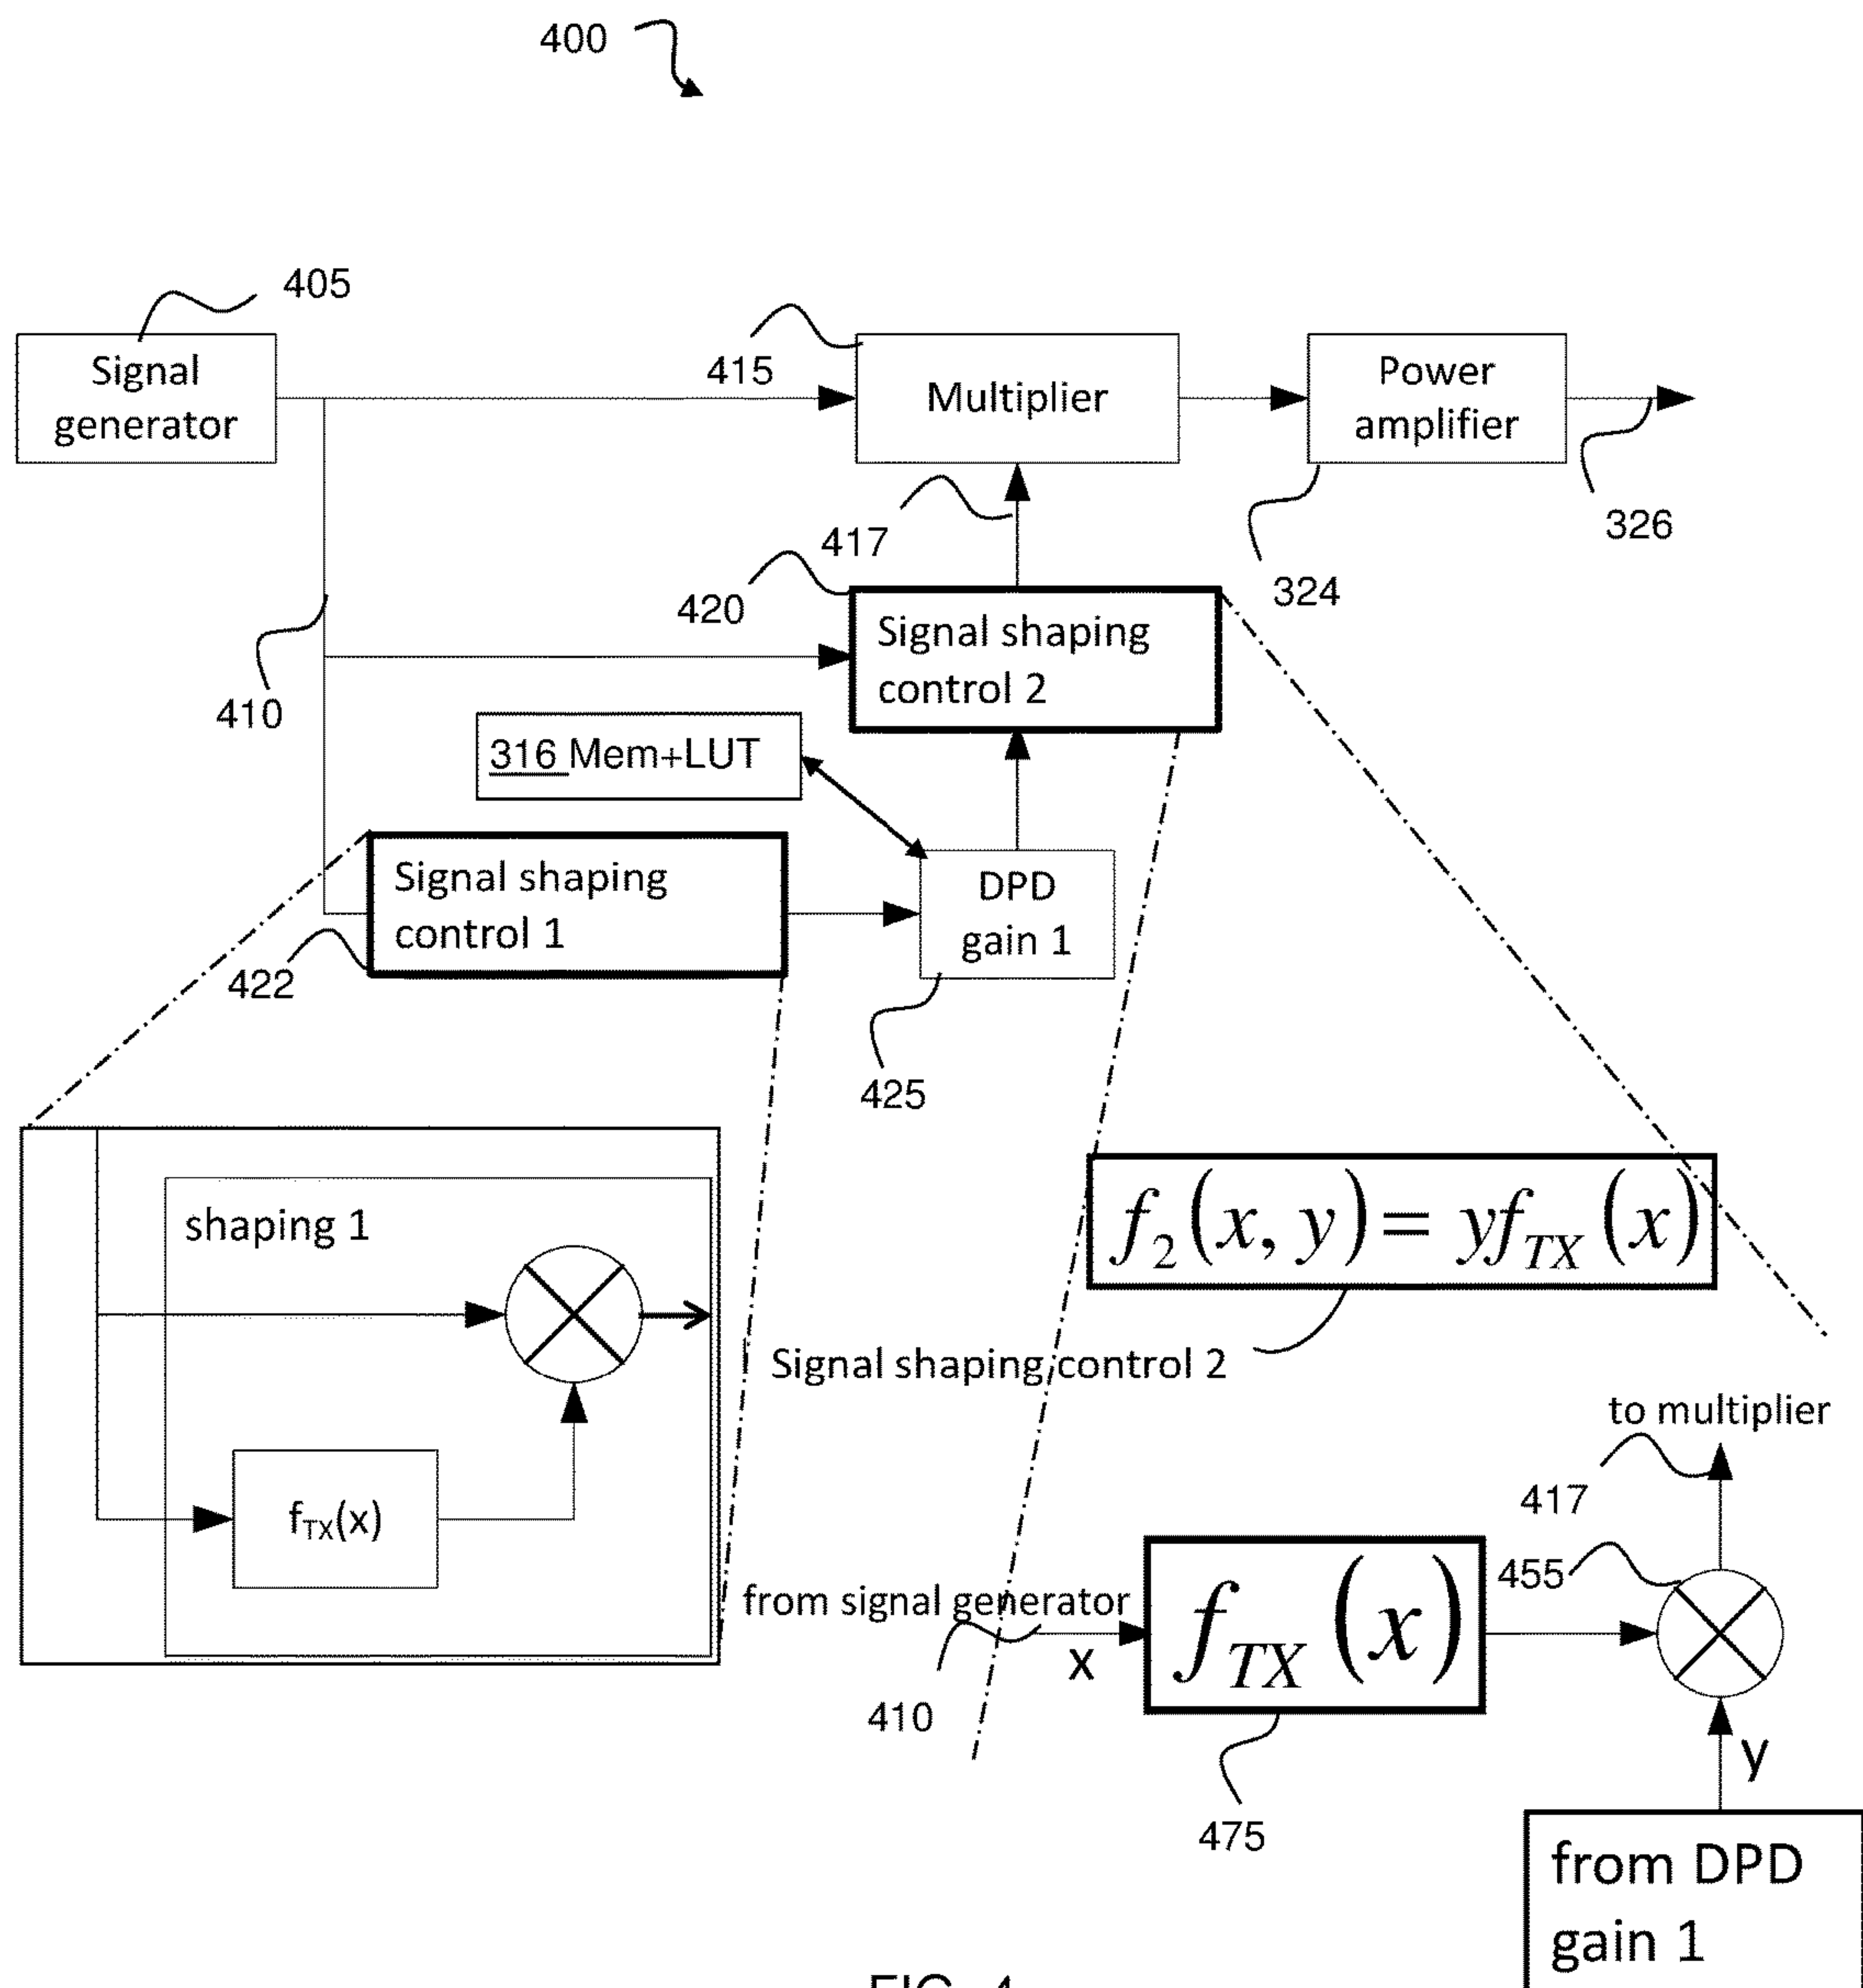 400
405
Signal
generator
415
Multiplier
Power
amplifier
417
326
324
420
Signal shaping
control 2
410
316 Mem+LUT
Signal shaping
control 1
DPD
gain 1
422
425
shaping 1
f₂(x, y) = yf_TX(x)
Signal shaping control 2
to multiplier
f_TX(x)
417
455
from signal generator
x
f_TX(x)
410
y
475
from DPD
gain 1